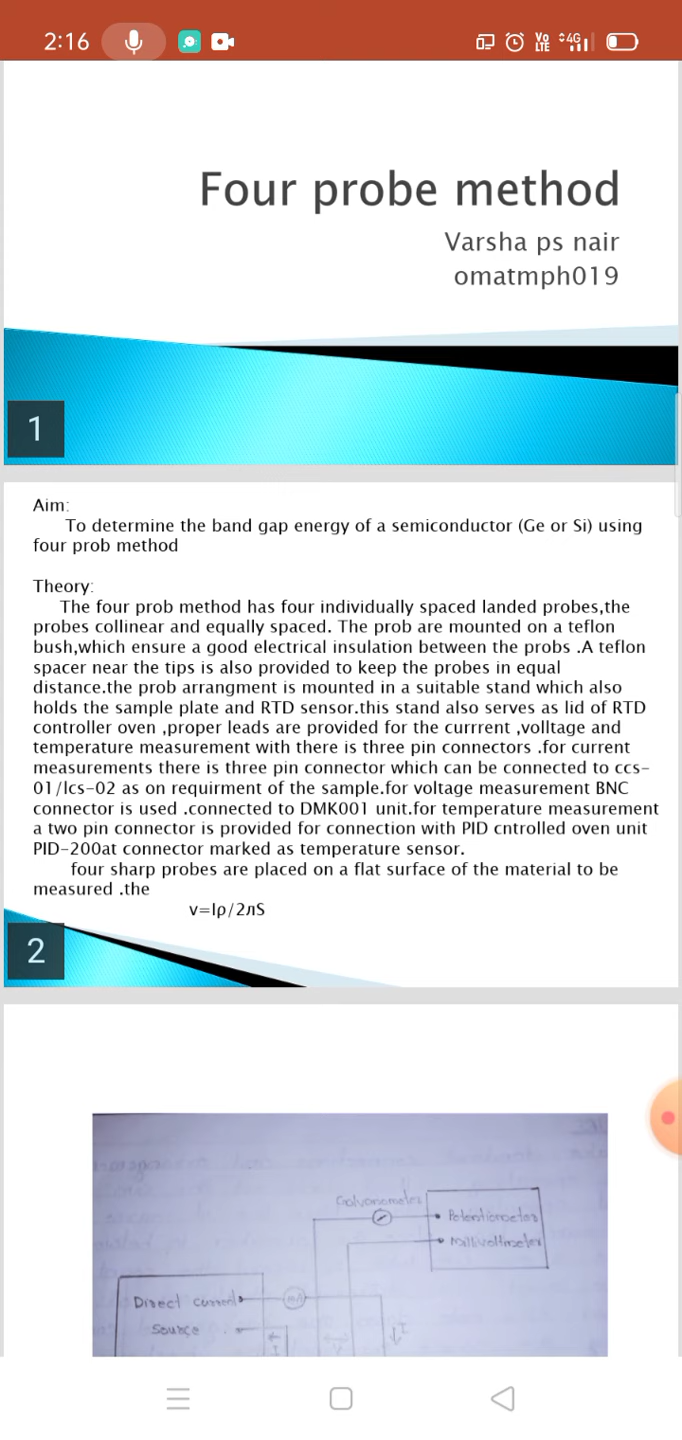 2:16
Vo LTE 4G
Four probe method
Varsha ps nair
omatmph019
1
Aim:
To determine the band gap energy of a semiconductor (Ge or Si) using
four prob method
Theory:
The four prob method has four individually spaced landed probes,the
probes collinear and equally spaced. The prob are mounted on a teflon
bush,which ensure a good electrical insulation between the probs .A teflon
spacer near the tips is also provided to keep the probes in equal
distance.the prob arrangment is mounted in a suitable stand which also
holds the sample plate and RTD sensor.this stand also serves as lid of RTD
controller oven ,proper leads are provided for the currrent ,volltage and
temperature measurement with there is three pin connectors .for current
measurements there is three pin connector which can be connected to ccs-
01/lcs-02 as on requirment of the sample.for voltage measurement BNC
connector is used .connected to DMK001 unit.for temperature measurement
a two pin connector is provided for connection with PID cntrolled oven unit
PID-200at connector marked as temperature sensor.
four sharp probes are placed on a flat surface of the material to be
measured .the
v=Iρ/2лS
2
Galvanometer
Potentiometer
Millivoltmeter
Direct current
Source
I
I